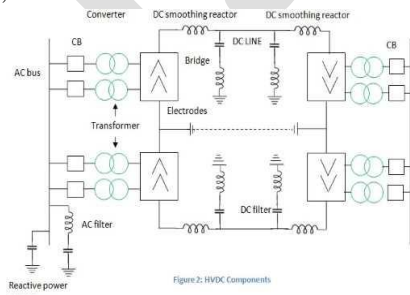 Converter DC smoothing reactor DC smoothing reactor
CB DC LINE CB
AC bus Bridge
Electrodes
Transformer
AC filter DC filter
Reactive power
Figure 2: HVDC Components